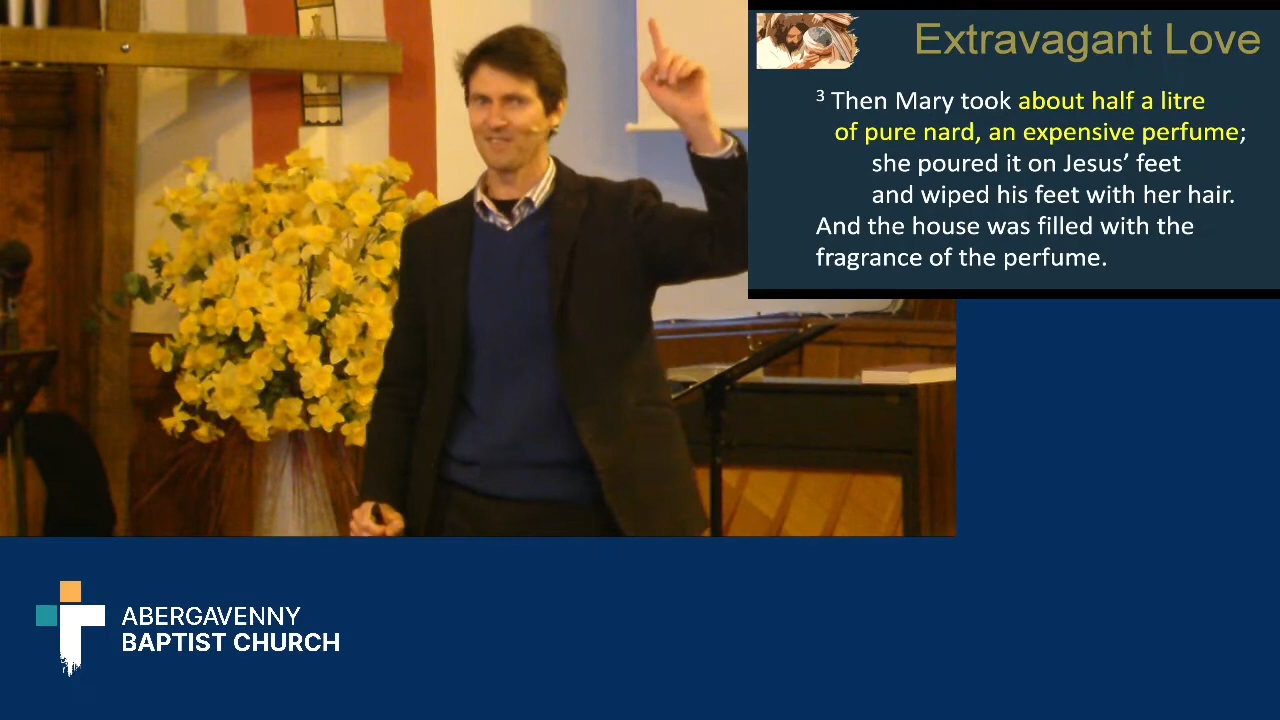 Extravagant Love
3 Then Mary took about half a litre
of pure nard, an expensive perfume;
she poured it on Jesus’ feet
and wiped his feet with her hair.
And the house was filled with the
fragrance of the perfume.
ABERGAVENNY
BAPTIST CHURCH